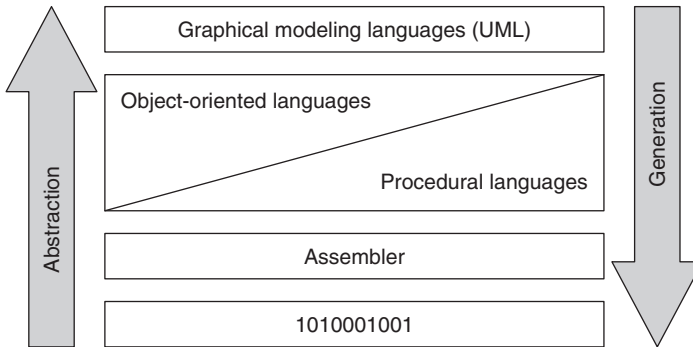 Graphical modeling languages (UML)
Object-oriented languages
Procedural languages
Assembler
1010001001
Abstraction
Generation